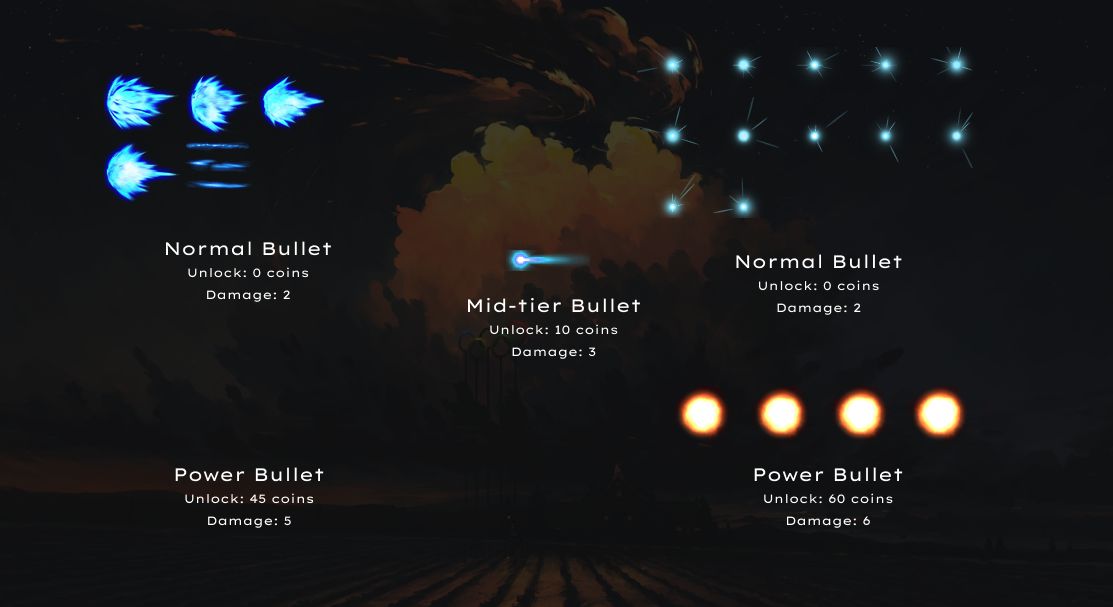 Normal Bullet
Unlock: 0 coins
Damage: 2
Normal Bullet
Unlock: 0 coins
Damage: 2
Mid-tier Bullet
Unlock: 10 coins
Damage: 3
Power Bullet
Unlock: 45 coins
Damage: 5
Power Bullet
Unlock: 60 coins
Damage: 6